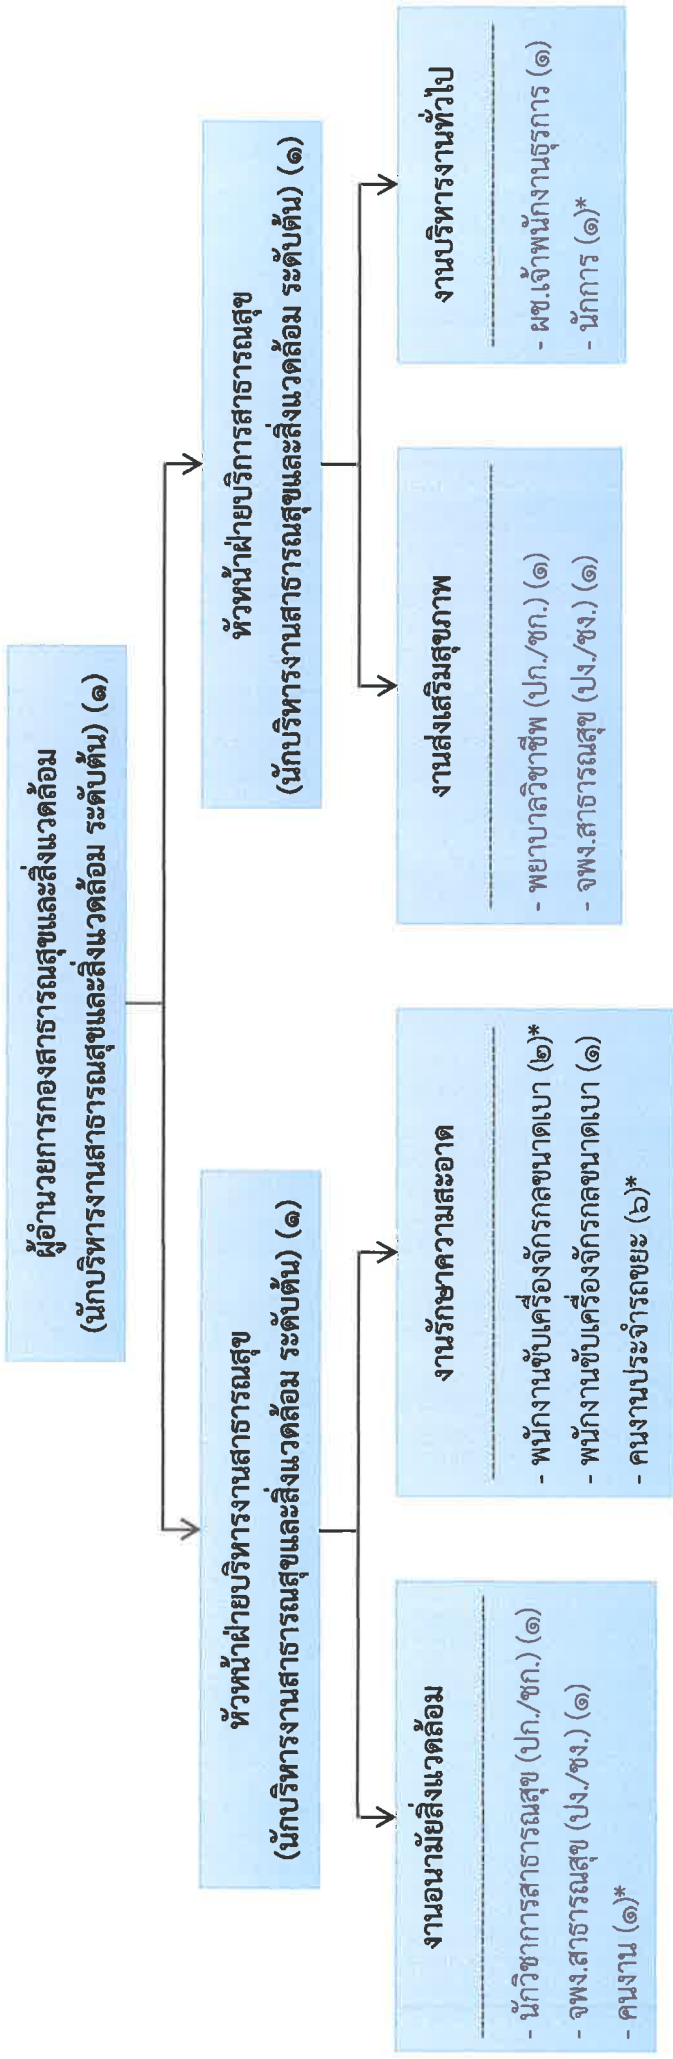 ผู้อำนวยการกองสาธารณสุขและสิ่งแวดล้อม
(นักบริหารงานสาธารณสุขและสิ่งแวดล้อม ระดับต้น) (๑)
หัวหน้าฝ่ายบริหารงานสาธารณสุข
(นักบริหารงานสาธารณสุขและสิ่งแวดล้อม ระดับต้น) (๑)
หัวหน้าฝ่ายบริการสาธารณสุข
(นักบริหารงานสาธารณสุขและสิ่งแวดล้อม ระดับต้น) (๑)
งานอนามัยสิ่งแวดล้อม
- นักวิชาการสาธารณสุข (ปก./ชก.) (๑)
- จพง.สาธารณสุข (ปง./ชง.) (๑)
- คนงาน (๑)*
งานรักษาความสะอาด
- พนักงานขับเครื่องจักรกลขนาดเบา (๒)*
- พนักงานขับเครื่องจักรกลขนาดเบา (๑)
- คนงานประจำรถขยะ (๖)*
งานส่งเสริมสุขภาพ
- พยาบาลวิชาชีพ (ปก./ชก.) (๑)
- จพง.สาธารณสุข (ปง./ชง.) (๑)
งานบริหารงานทั่วไป
- ผช.เจ้าพนักงานธุรการ (๑)
- นักการ (๑)*